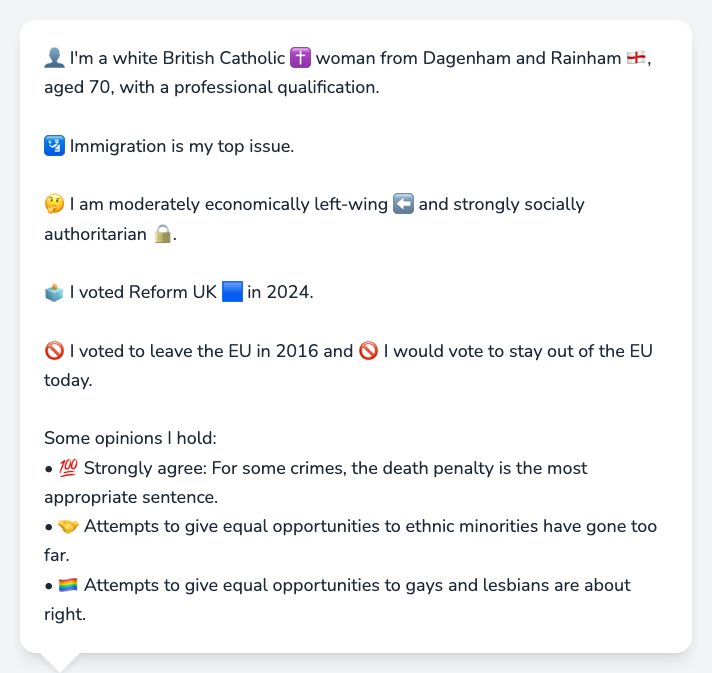 👤 I'm a white British Catholic ✝️ woman from Dagenham and Rainham 🏴󠁧󠁢󠁥󠁮󠁧󠁿,
aged 70, with a professional qualification.
🛂 Immigration is my top issue.
🤔 I am moderately economically left-wing ⬅️ and strongly socially
authoritarian 🔒.
🗳️ I voted Reform UK 🟦 in 2024.
🚫 I voted to leave the EU in 2016 and 🚫 I would vote to stay out of the EU
today.
Some opinions I hold:
• 💯 Strongly agree: For some crimes, the death penalty is the most
appropriate sentence.
• 🤝 Attempts to give equal opportunities to ethnic minorities have gone too
far.
• 🏳️‍🌈 Attempts to give equal opportunities to gays and lesbians are about
right.